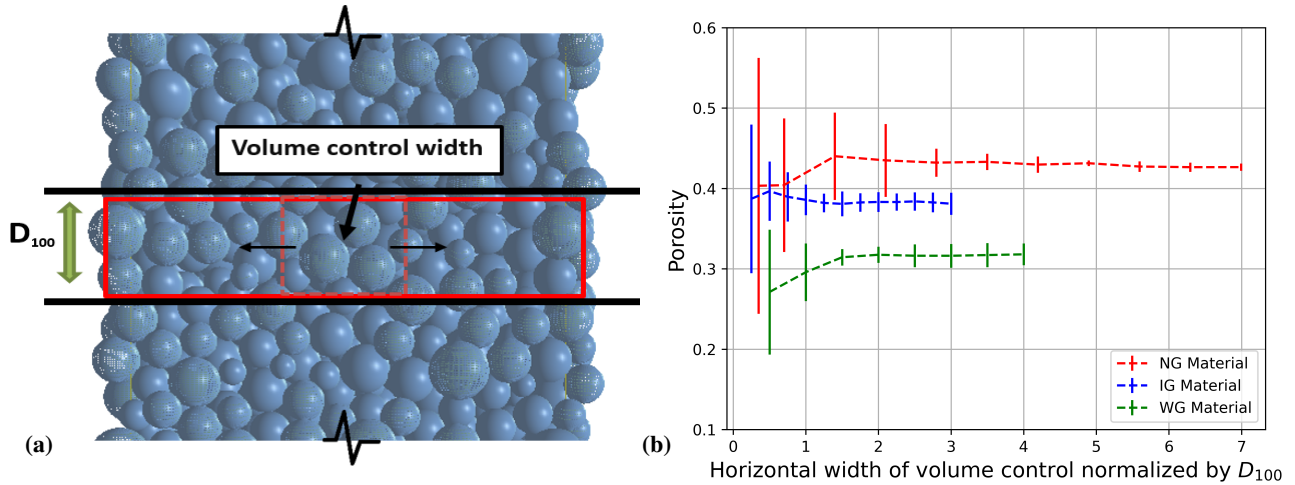 Volume control width
D100
(a)
0.6
0.5
0.4
0.3
0.2
0.1
Porosity
0 1 2 3 4 5 6 7
Horizontal width of volume control normalized by D100
NG Material
IG Material
WG Material
(b)